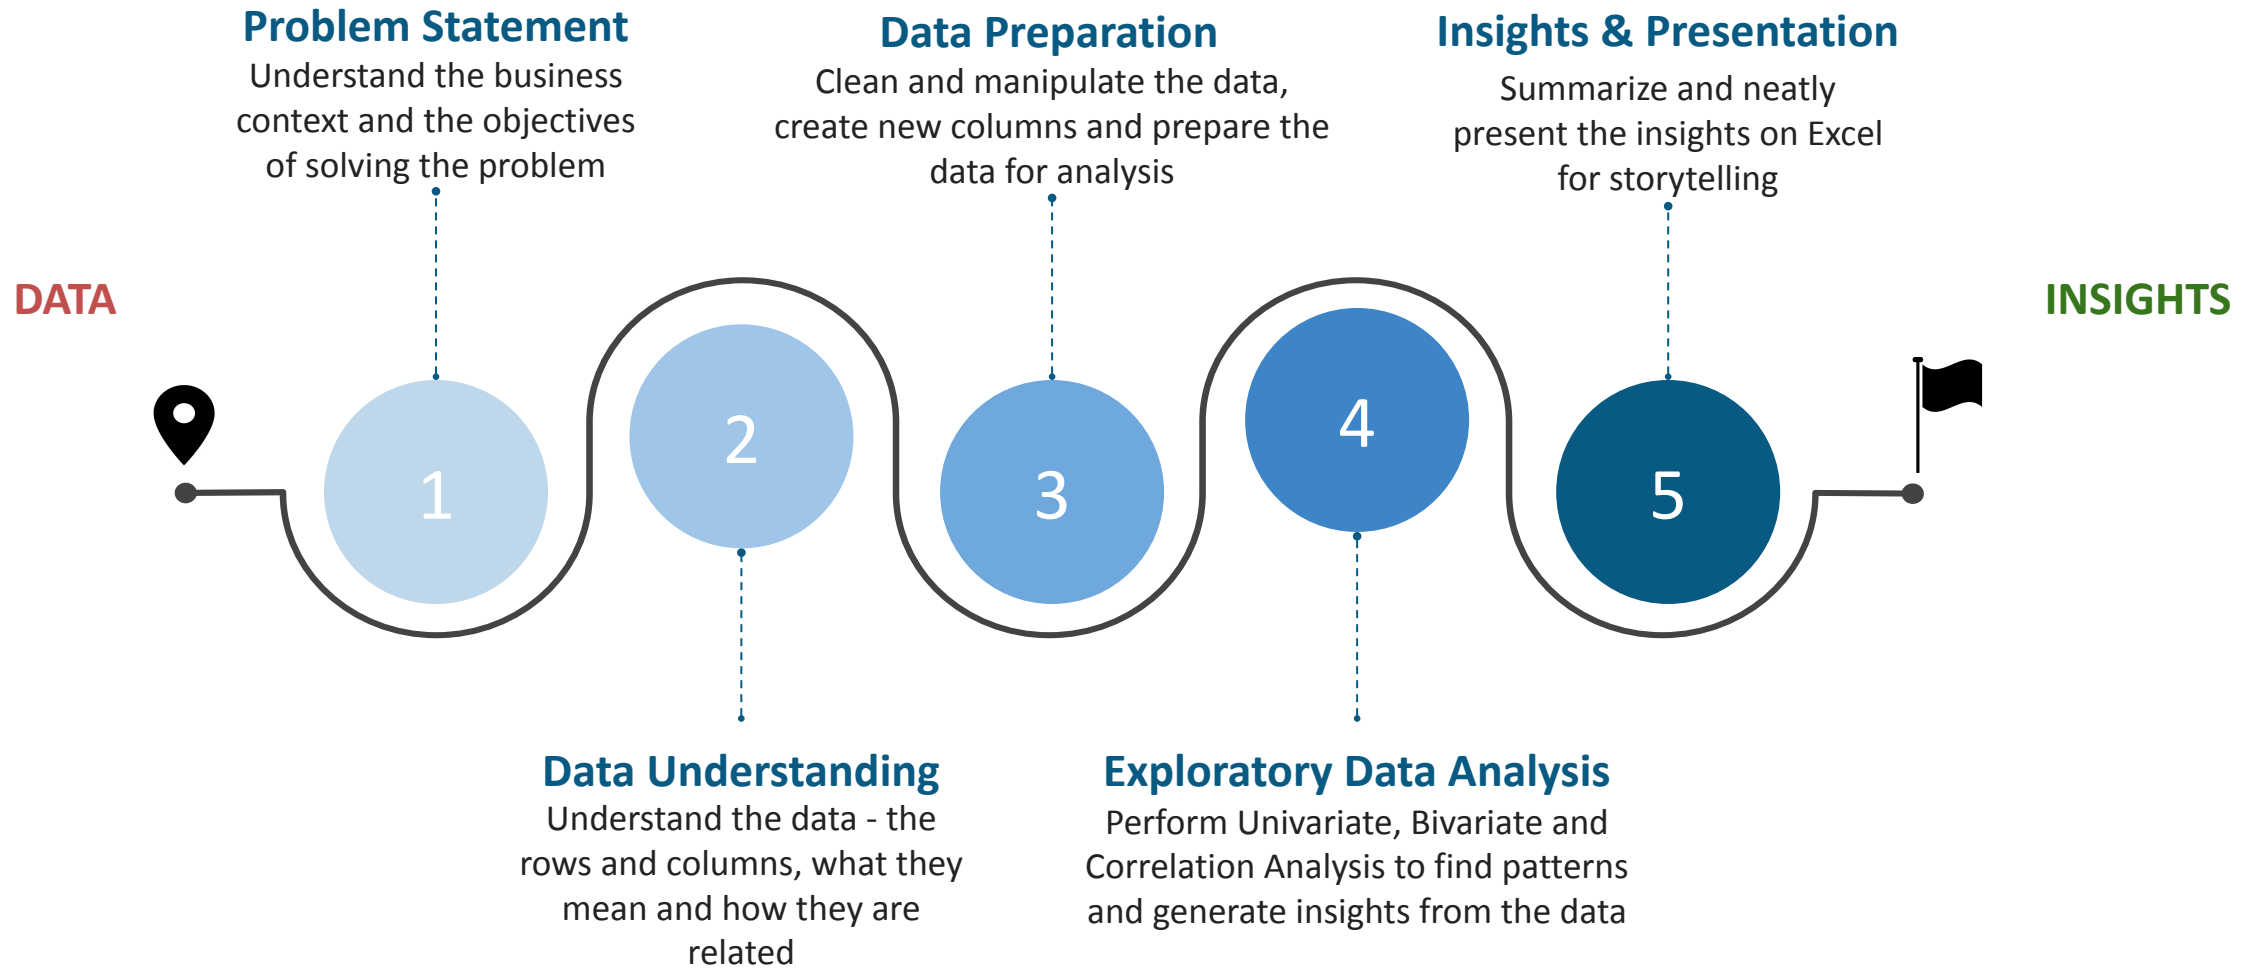 Problem Statement
Understand the business
context and the objectives
of solving the problem
Data Preparation
Clean and manipulate the data,
create new columns and prepare the
data for analysis
Insights & Presentation
Summarize and neatly
present the insights on Excel
for storytelling
DATA
INSIGHTS
1
2
3
4
5
Data Understanding
Understand the data - the
rows and columns, what they
mean and how they are
related
Exploratory Data Analysis
Perform Univariate, Bivariate and
Correlation Analysis to find patterns
and generate insights from the data